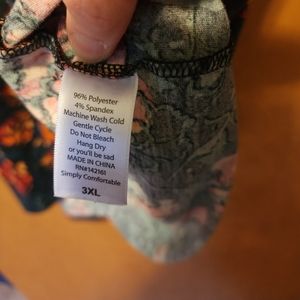 96% Polyester
4% Spandex
Machine Wash Cold
Gentle Cycle
Do Not Bleach
Hang Dry
or you'll be sad
MADE IN CHINA
RN#142161
Simply Comfortable
3XL